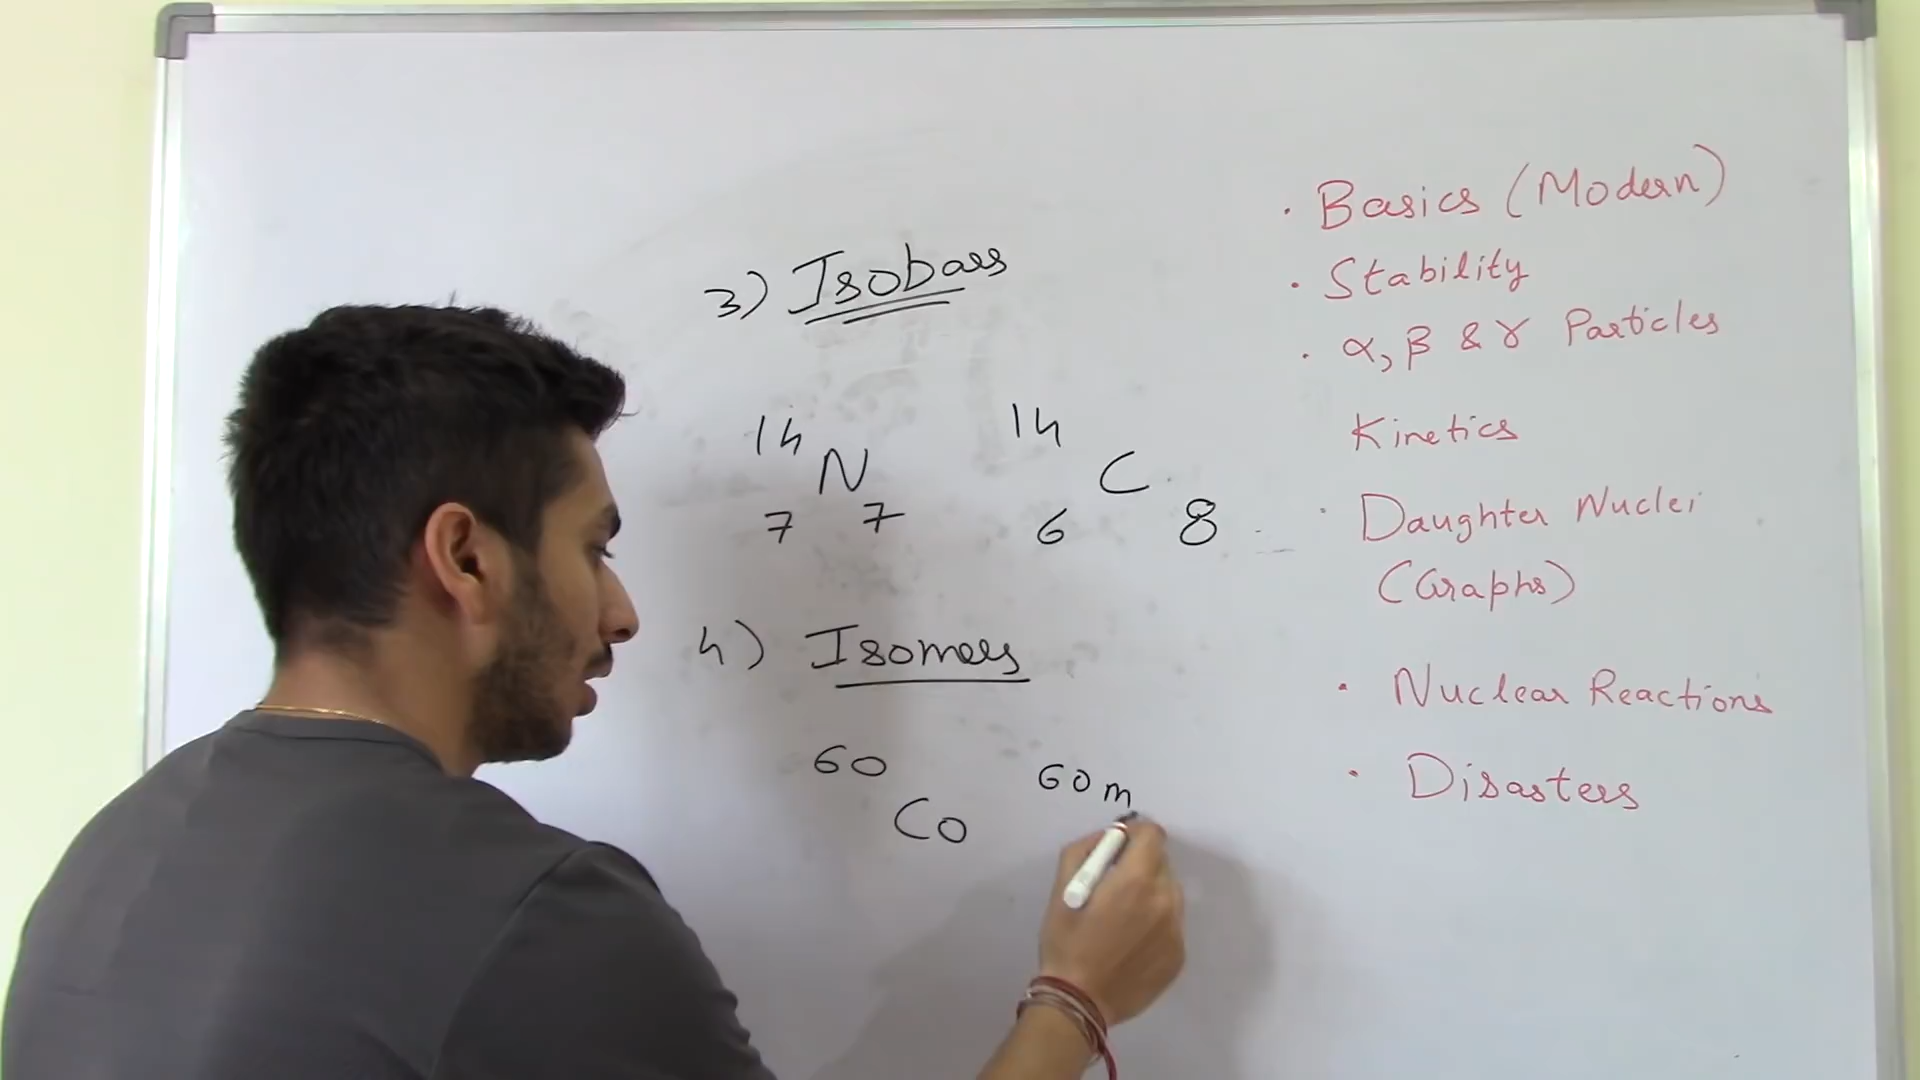 3) Isobars
14 N 7 7 14 C 6 8
4) Isomers
60 Co 60m
· Basics (Modern)
· Stability
· α, β & γ Particles
Kinetics
· Daughter Nuclei
(Graphs)
· Nuclear Reactions
· Disasters